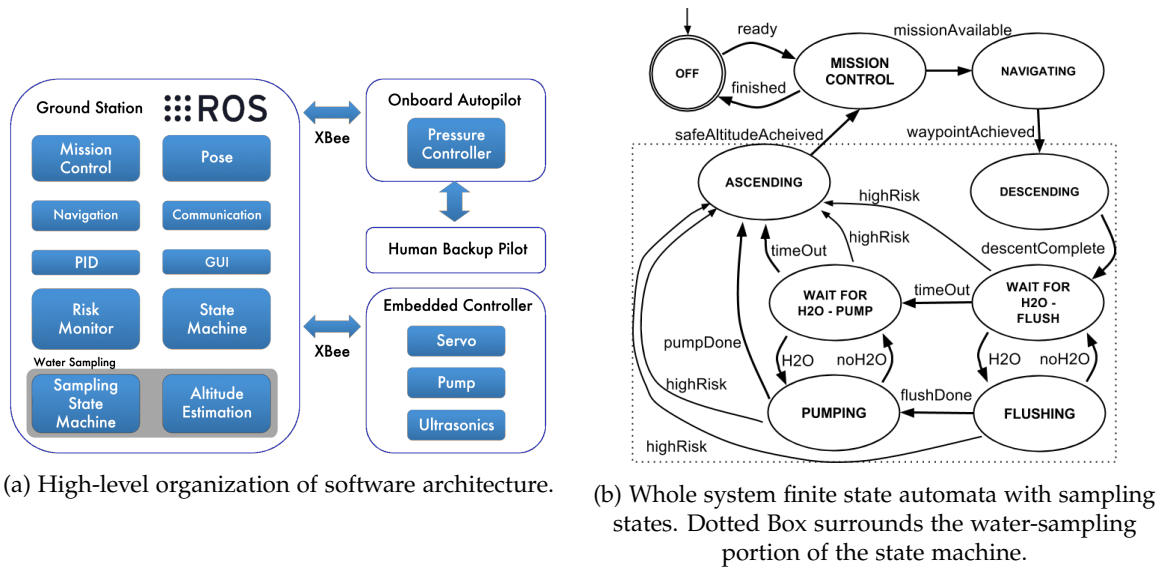 Ground Station
ROS
Mission
Control
Pose
Navigation
Communication
PID
GUI
Risk
Monitor
State
Machine
Water Sampling
Sampling
State
Machine
Altitude
Estimation
XBee
XBee
Onboard Autopilot
Pressure
Controller
Human Backup Pilot
Embedded Controller
Servo
Pump
Ultrasonics
(a) High-level organization of software architecture.
OFF
ready
finished
MISSION
CONTROL
missionAvailable
NAVIGATING
safeAltitudeAcheived
waypointAchieved
ASCENDING
DESCENDING
highRisk
highRisk
descentComplete
timeOut
WAIT FOR
H2O - PUMP
timeOut
WAIT FOR
H2O -
FLUSH
pumpDone
H2O
noH2O
H2O
noH2O
highRisk
flushDone
PUMPING
FLUSHING
highRisk
(b) Whole system finite state automata with sampling
states. Dotted Box surrounds the water-sampling
portion of the state machine.